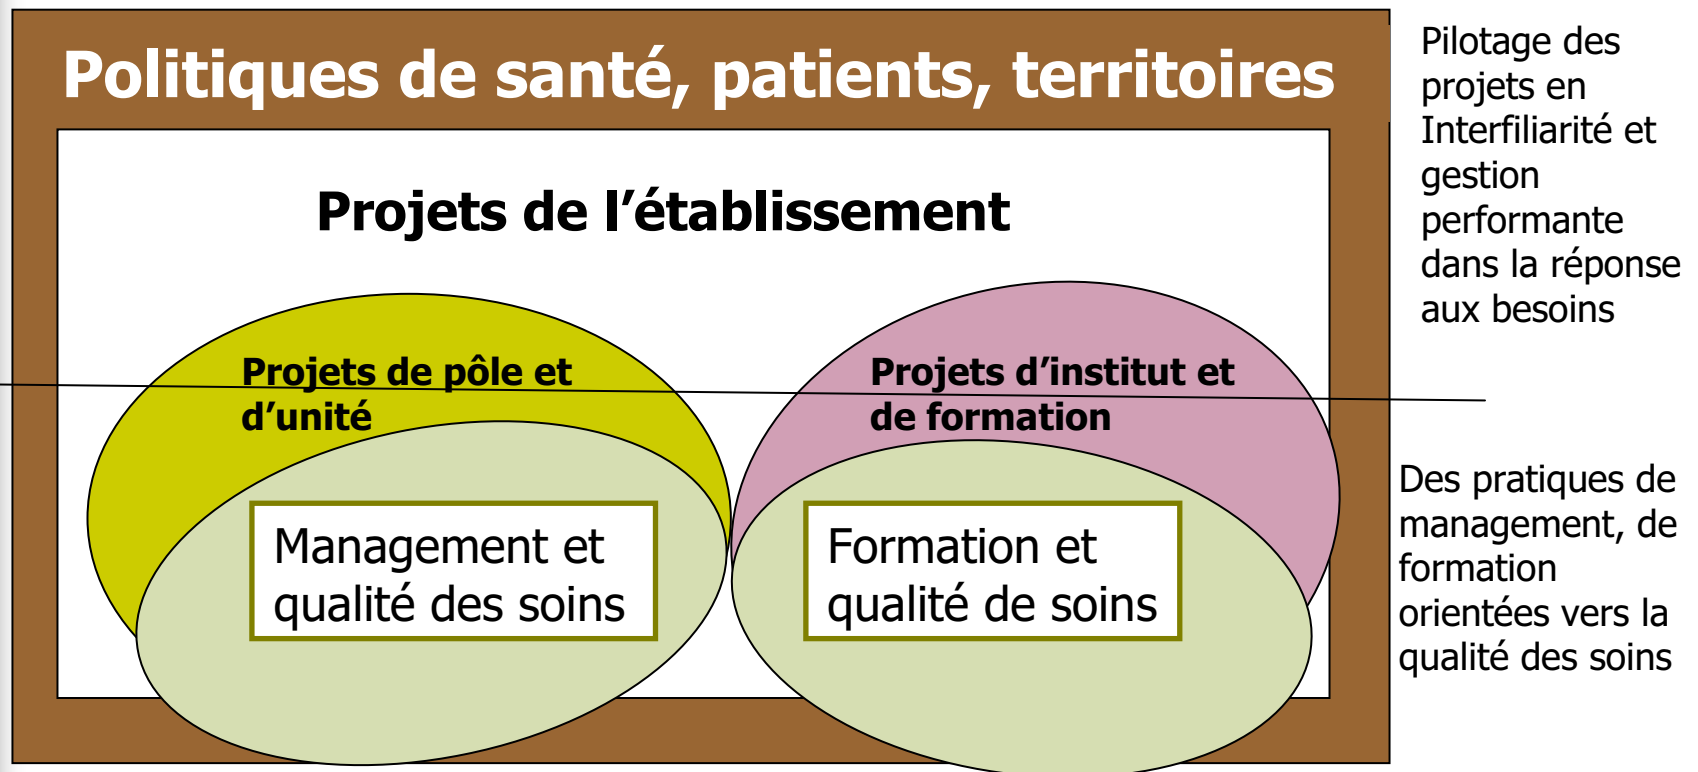 Politiques de santé, patients, territoires
Projets de l’établissement
Projets de pôle et
d’unité
Projets d’institut et
de formation
Management et
qualité des soins
Formation et
qualité de soins
Pilotage des
projets en
Interfiliarité et
gestion
performante
dans la réponse
aux besoins
Des pratiques de
management, de
formation
orientées vers la
qualité des soins